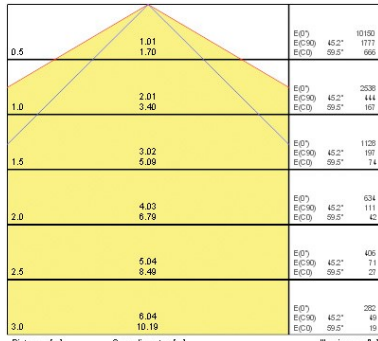 1.01
0.5 1.70
E(0°) 10150
E(C90) 45.2° 1777
E(C0) 59.5° 666
2.01
1.0 3.40
E(0°) 2538
E(C90) 45.2° 444
E(C0) 59.5° 167
3.02
1.5 5.09
E(0°) 1128
E(C90) 45.2° 197
E(C0) 59.5° 74
4.03
2.0 6.79
E(0°) 634
E(C90) 45.2° 111
E(C0) 59.5° 42
5.04
2.5 8.49
E(0°) 406
E(C90) 45.2° 71
E(C0) 59.5° 27
6.04
3.0 10.19
E(0°) 282
E(C90) 45.2° 49
E(C0) 59.5° 19